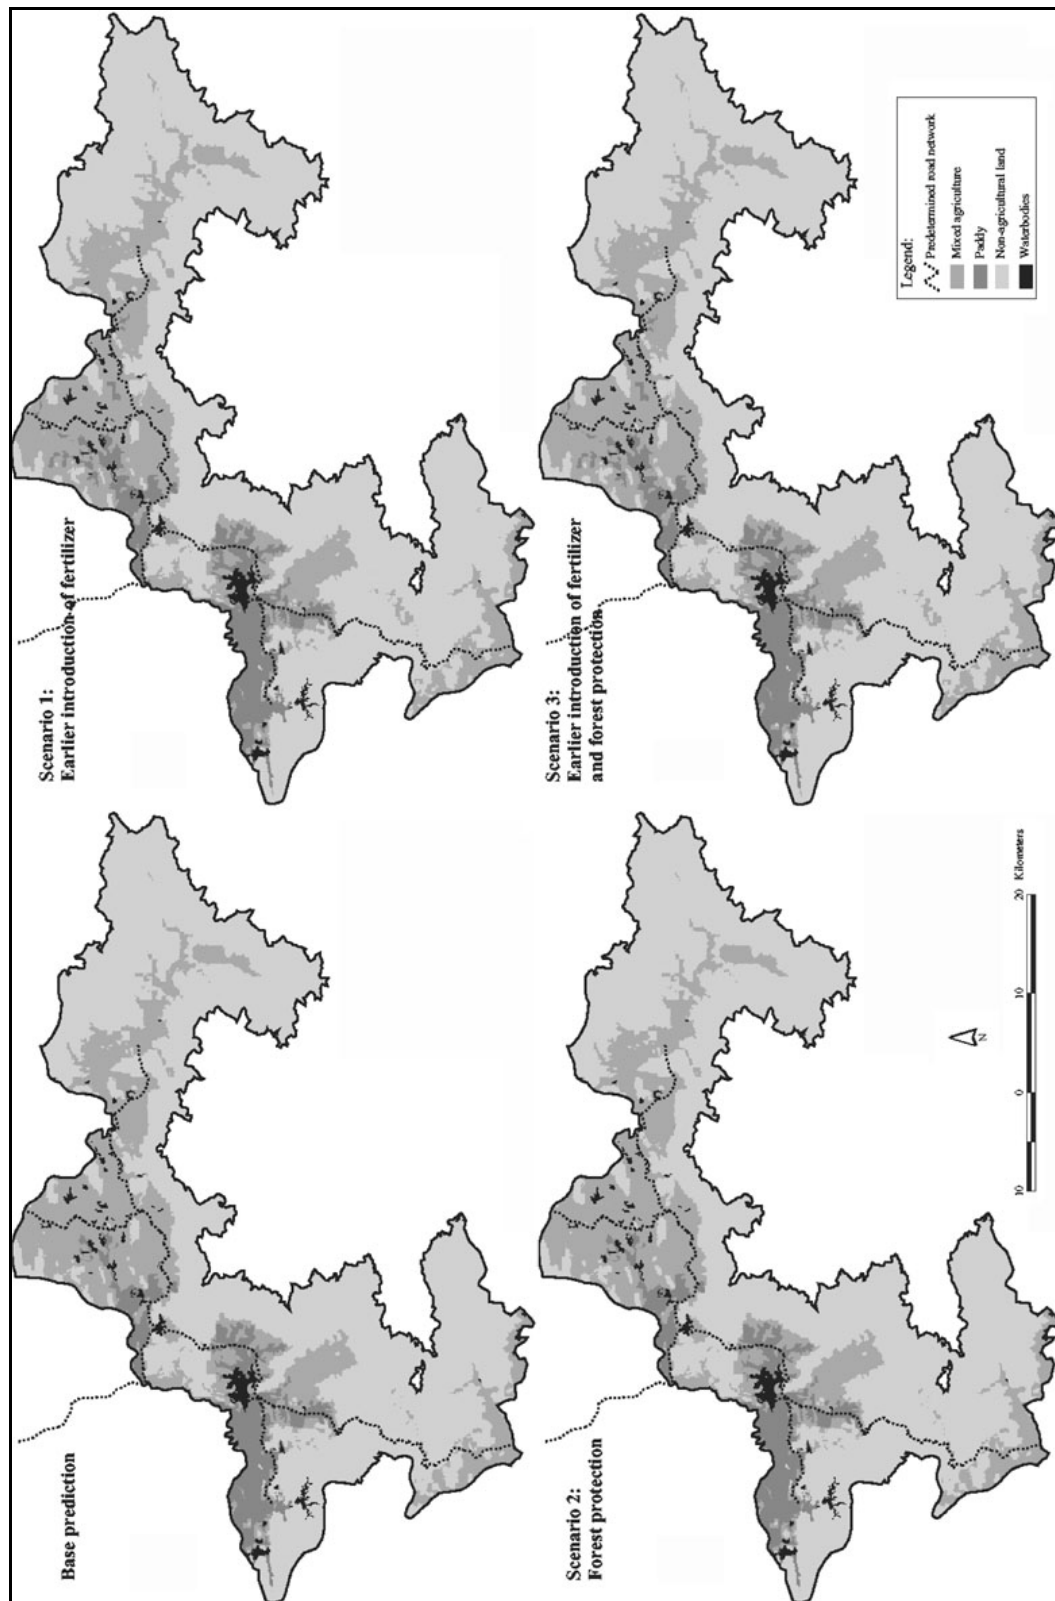 Base prediction
Scenario 1:
Earlier introduction of fertilizer
Scenario 2:
Forest protection
Scenario 3:
Earlier introduction of fertilizer
and forest protection
Legend:
Predetermined road network
Mixed agriculture
Paddy
Non-agricultural land
Waterbodies
N
10 0 10 20 Kilometers